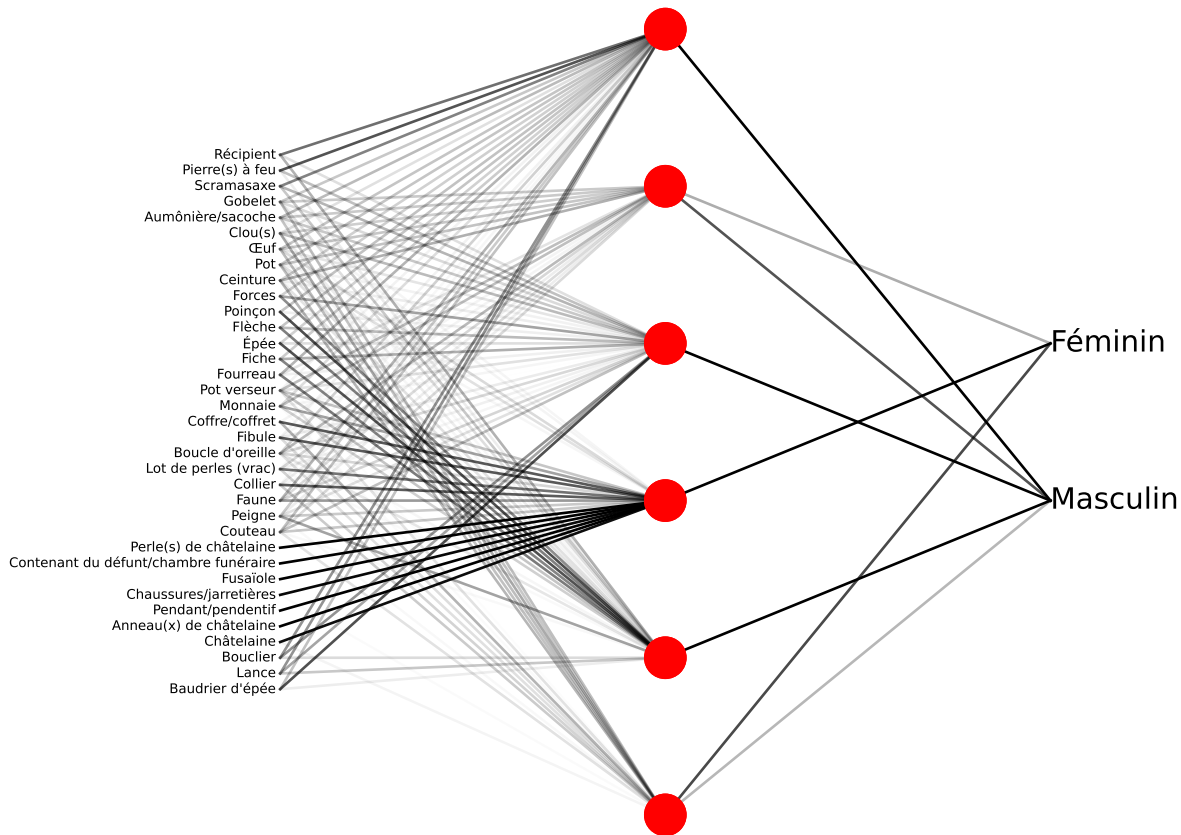 Récipient
Pierre(s) à feu
Scramasaxe
Gobelet
Aumônière/sacoche
Clou(s)
Œuf
Pot
Ceinture
Forces
Poinçon
Flèche
Épée
Fiche
Fourreau
Pot verseur
Monnaie
Coffre/coffret
Fibule
Boucle d'oreille
Lot de perles (vrac)
Collier
Faune
Peigne
Couteau
Perle(s) de châtelaine
Contenant du défunt/chambre funéraire
Fusaïole
Chaussures/jarretières
Pendant/pendentif
Anneau(x) de châtelaine
Châtelaine
Bouclier
Lance
Baudrier d'épée
Féminin
Masculin